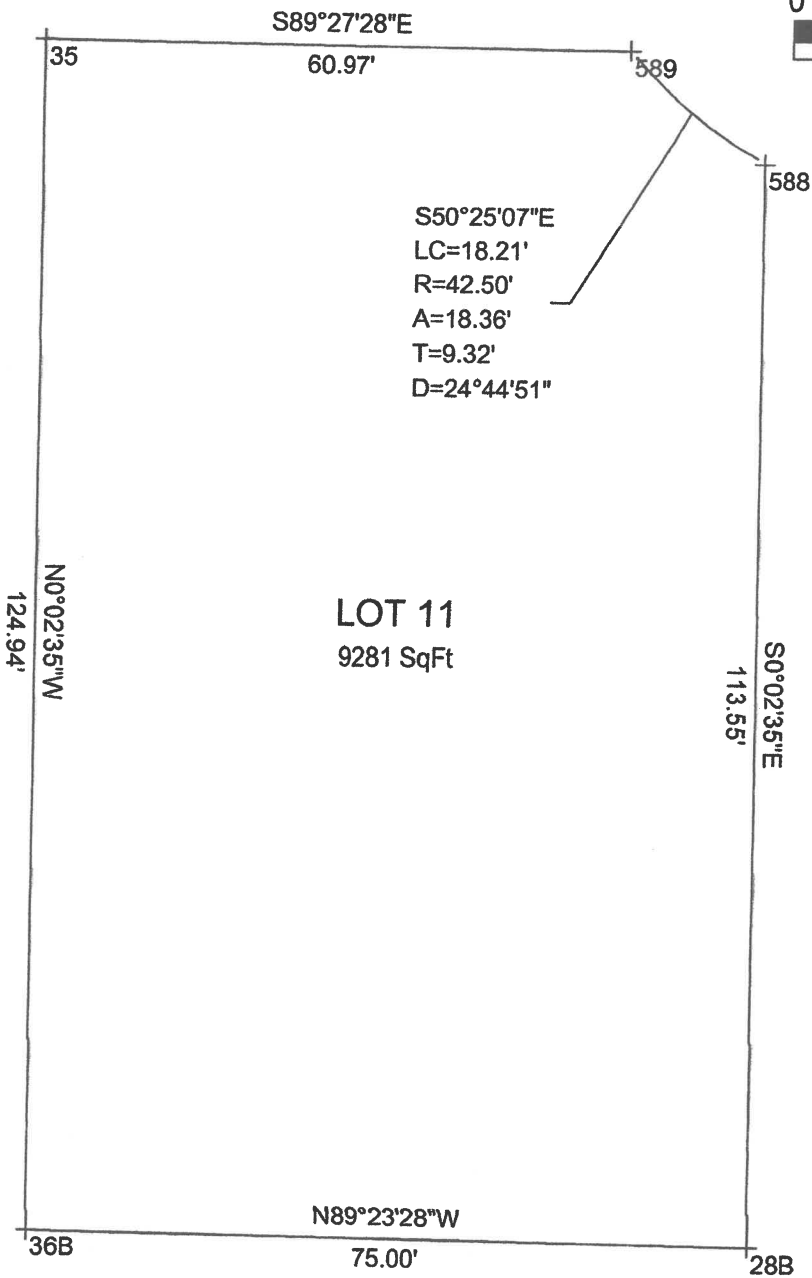 S89°27'28"E
0
35
60.97'
589
588
S50°25'07"E
LC=18.21'
R=42.50'
A=18.36'
T=9.32'
D=24°44'51"
N0°02'35"W
124.94'
LOT 11
9281 SqFt
S0°02'35"E
113.55'
N89°23'28"W
36B
75.00'
28B